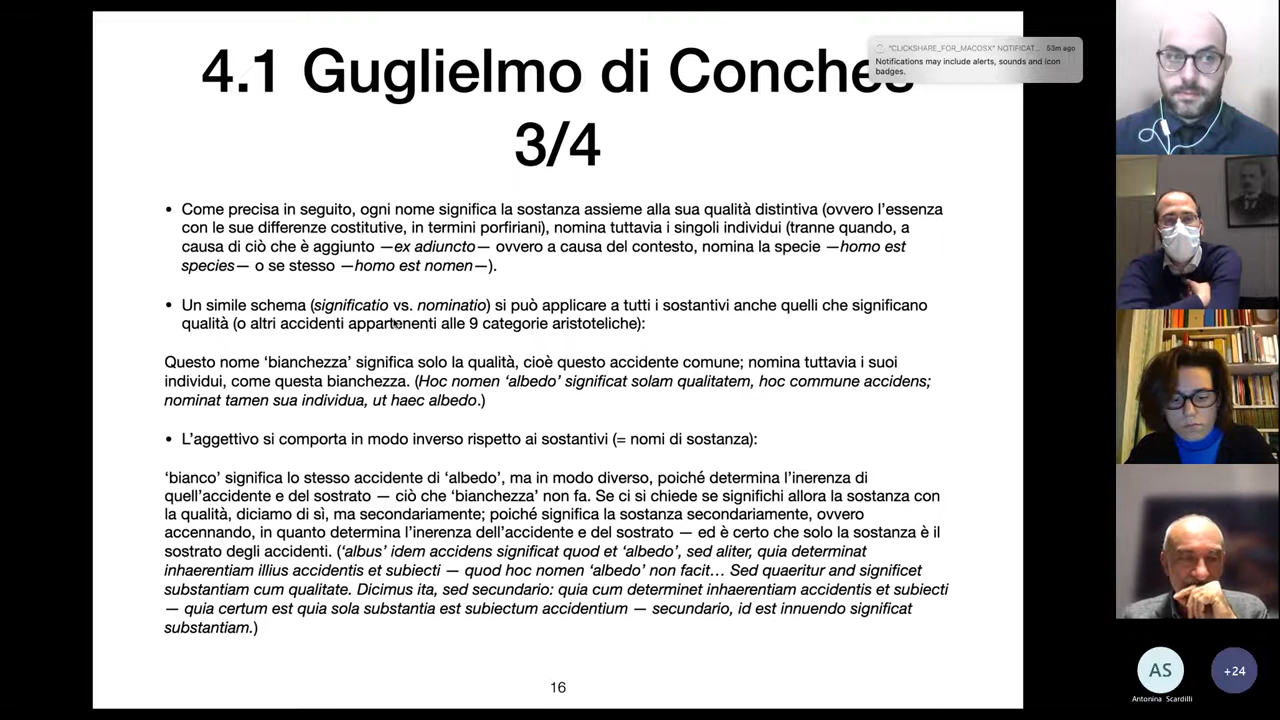 4.1 Guglielmo di Conches
3/4
"CLICKSHARE_FOR_MACOSX" NOTIFICAT... 53m ago
Notifications may include alerts, sounds and icon
badges.
• Come precisa in seguito, ogni nome significa la sostanza assieme alla sua qualità distintiva (ovvero l'essenza
con le sue differenze costitutive, in termini porfiriani), nomina tuttavia i singoli individui (tranne quando, a
causa di ciò che è aggiunto —ex adiuncto— ovvero a causa del contesto, nomina la specie —homo est
species— o se stesso —homo est nomen—).
• Un simile schema (significatio vs. nominatio) si può applicare a tutti i sostantivi anche quelli che significano
qualità (o altri accidenti appartenenti alle 9 categorie aristoteliche):
Questo nome 'bianchezza' significa solo la qualità, cioè questo accidente comune; nomina tuttavia i suoi
individui, come questa bianchezza. (Hoc nomen 'albedo' significat solam qualitatem, hoc commune accidens;
nominat tamen sua individua, ut haec albedo.)
• L'aggettivo si comporta in modo inverso rispetto ai sostantivi (= nomi di sostanza):
'bianco' significa lo stesso accidente di 'albedo', ma in modo diverso, poiché determina l'inerenza di
quell'accidente e del sostrato — ciò che 'bianchezza' non fa. Se ci si chiede se significhi allora la sostanza con
la qualità, diciamo di sì, ma secondariamente; poiché significa la sostanza secondariamente, ovvero
accennando, in quanto determina l'inerenza dell'accidente e del sostrato — ed è certo che solo la sostanza è il
sostrato degli accidenti. ('albus' idem accidens significat quod et 'albedo', sed aliter, quia determinat
inhaerentiam illius accidentis et subiecti — quod hoc nomen 'albedo' non facit… Sed quaeritur and significet
substantiam cum qualitate. Dicimus ita, sed secundario: quia cum determinet inhaerentiam accidentis et subiecti
— quia certum est quia sola substantia est subiectum accidentium — secundario, id est innuendo significat
substantiam.)
16
AS
+24
Antonina Scardilli